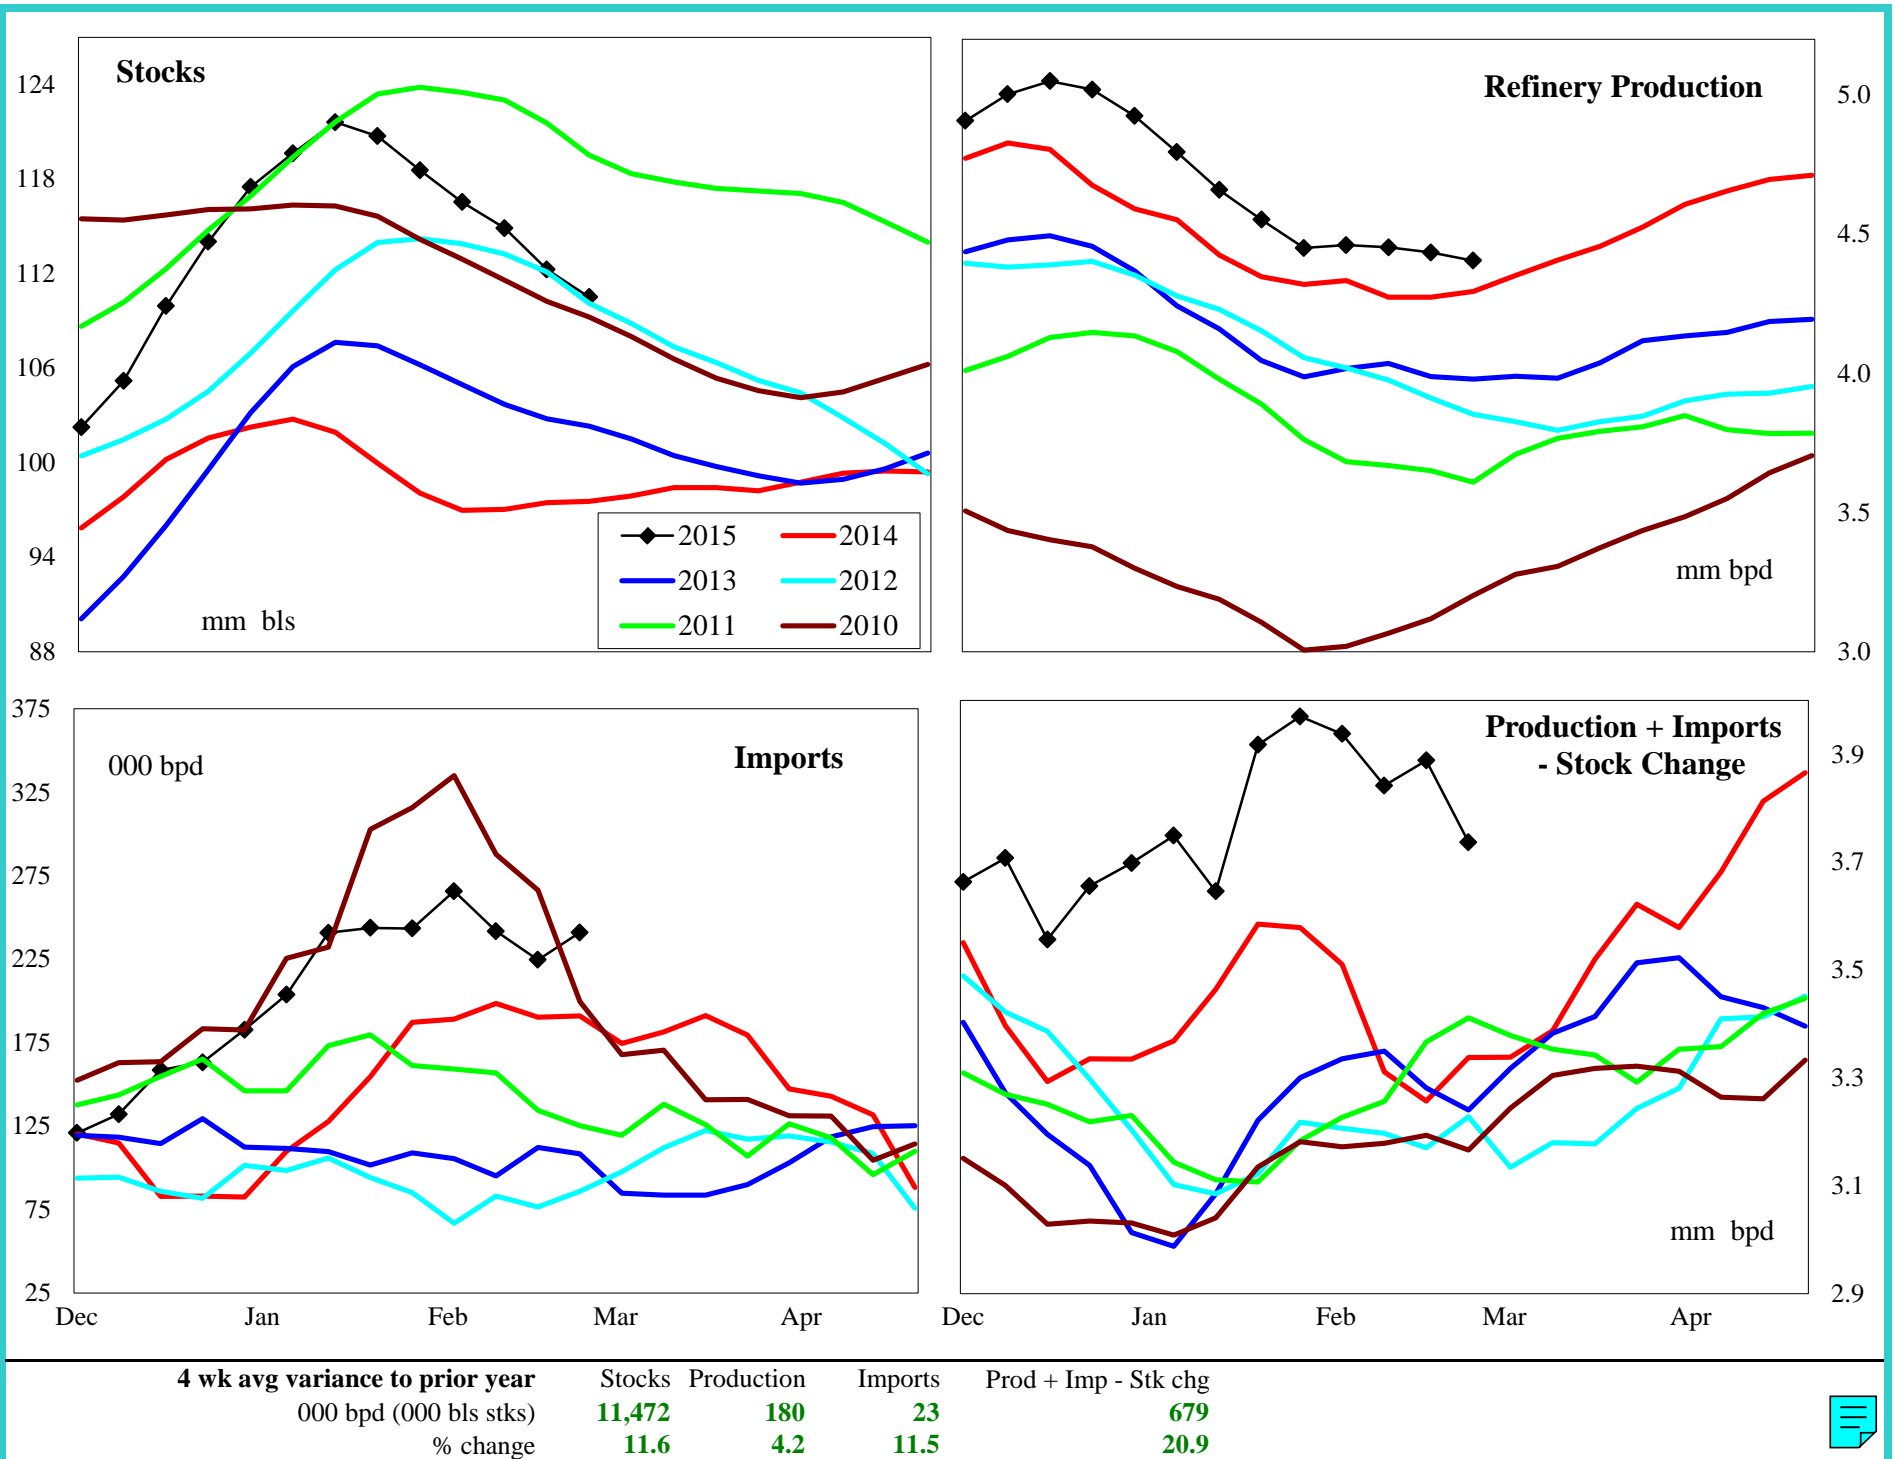 Stocks
124
118
112
106
100
94
88
mm bls
2015
2014
2013
2012
2011
2010
Refinery Production
5.0
4.5
4.0
3.5
3.0
mm bpd
375
325
275
225
175
125
75
25
000 bpd
Imports
Dec Jan Feb Mar Apr
Production + Imports
- Stock Change
3.9
3.7
3.5
3.3
3.1
2.9
mm bpd
Dec Jan Feb Mar Apr
4 wk avg variance to prior year Stocks Production Imports Prod + Imp - Stk chg
000 bpd (000 bls stks) 11,472 180 23 679
% change 11.6 4.2 11.5 20.9